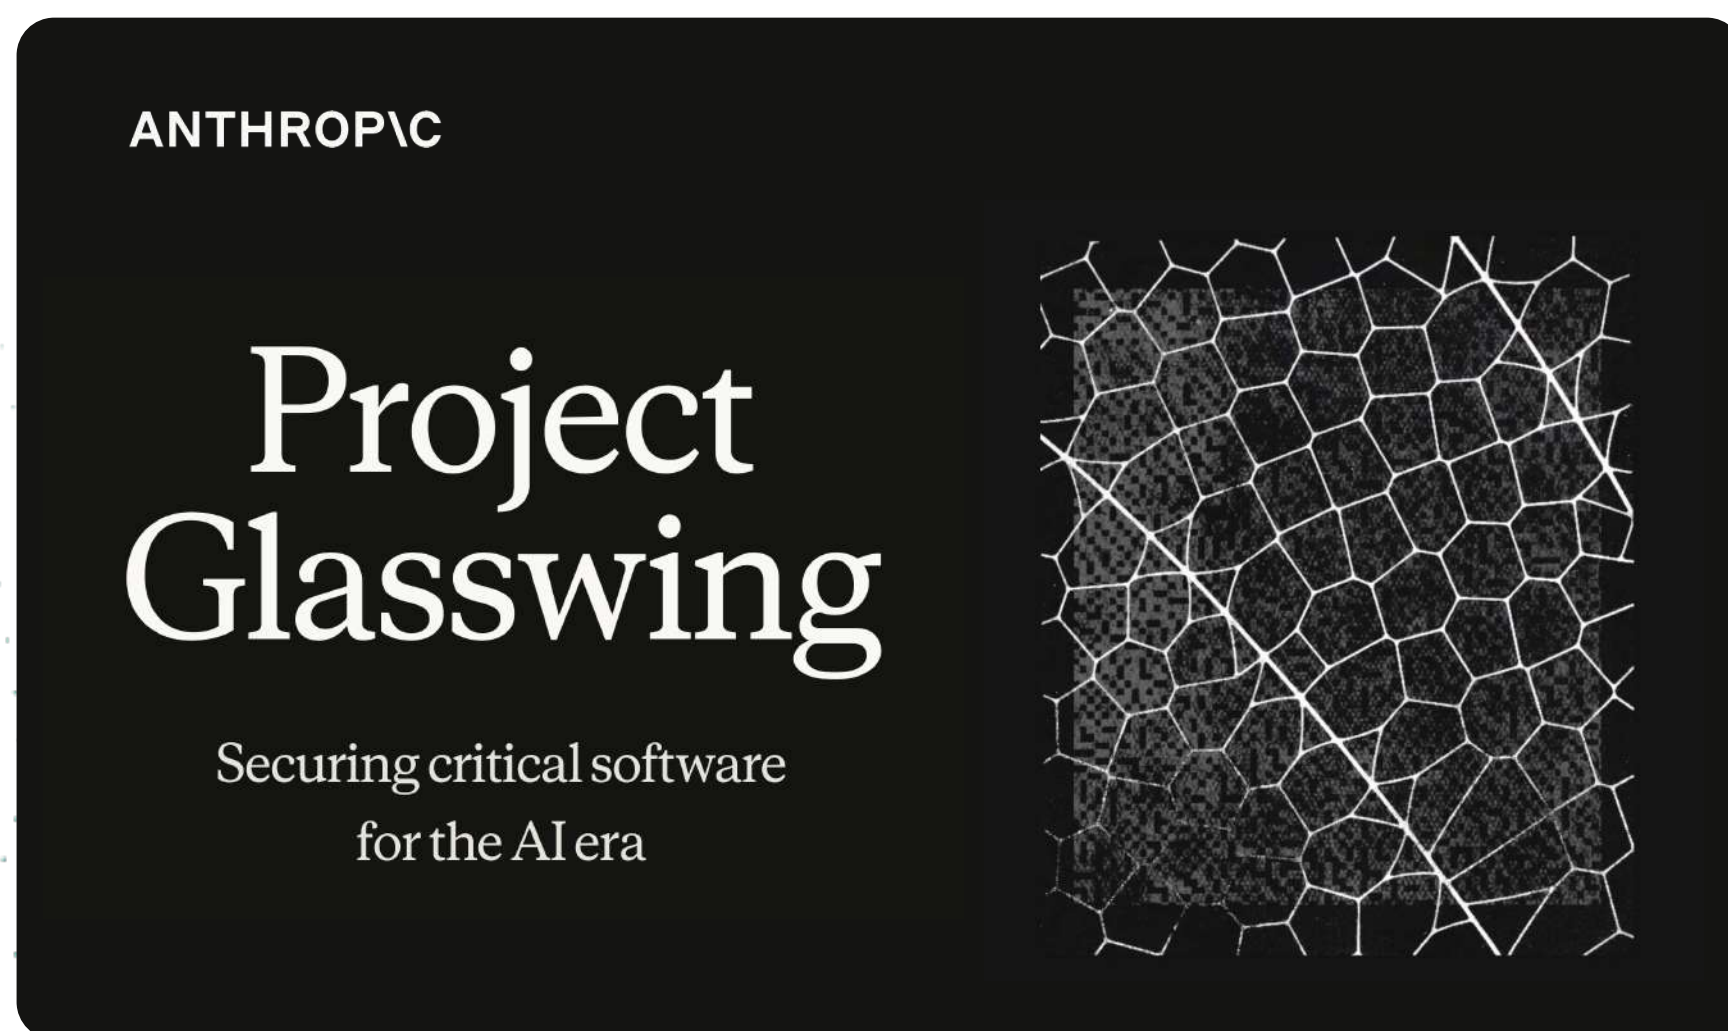 ANTHROP\C
Project
Glasswing
Securing critical software
for the AI era